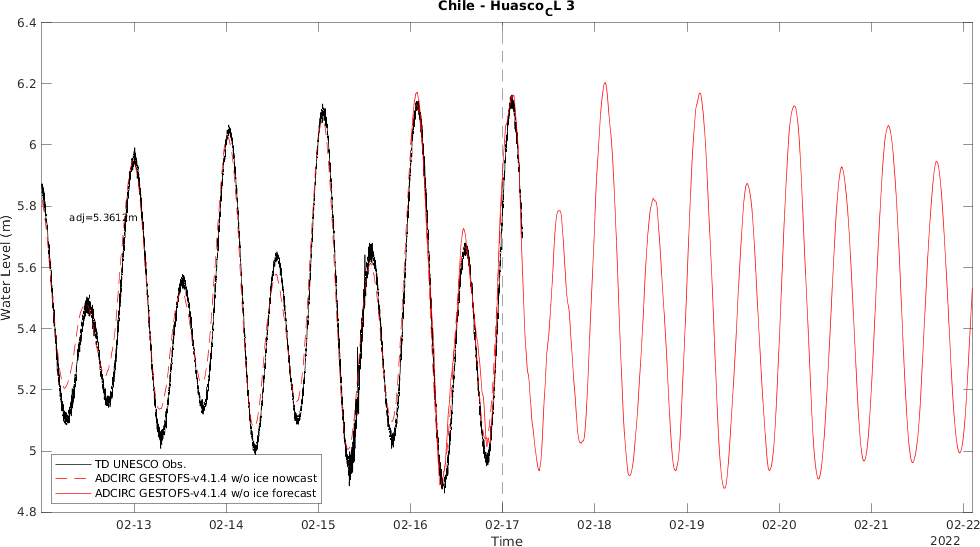 Chile - HuascoCL 3
6.4
6.2
6
5.8
5.6
5.4
5.2
5
4.8
Water Level (m)
adj=5.3612m
TD UNESCO Obs.
ADCIRC GESTOFS-v4.1.4 w/o ice nowcast
ADCIRC GESTOFS-v4.1.4 w/o ice forecast
02-13 02-14 02-15 02-16 02-17 02-18 02-19 02-20 02-21 02-22
Time 2022